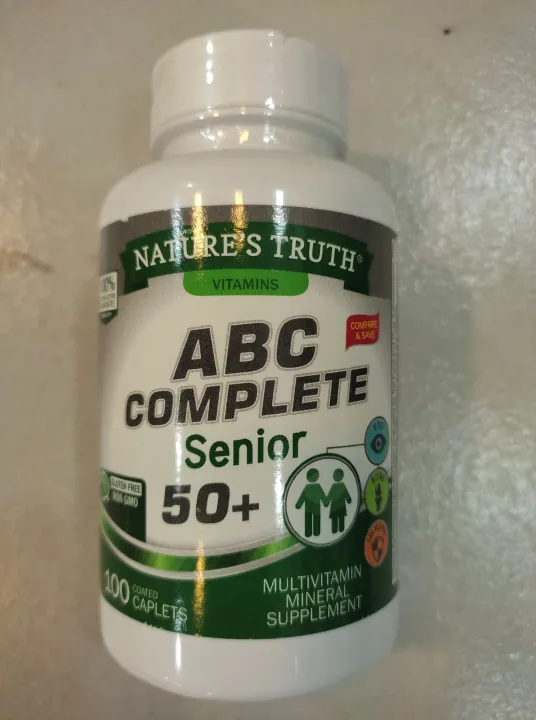 NATURE'S TRUTH®
VITAMINS
100%
ABC
COMPLETE
COMPARE
& SAVE
Senior
50+
GLUTEN FREE
NON GMO
100 COATED
CAPLETS
MULTIVITAMIN
MINERAL
SUPPLEMENT